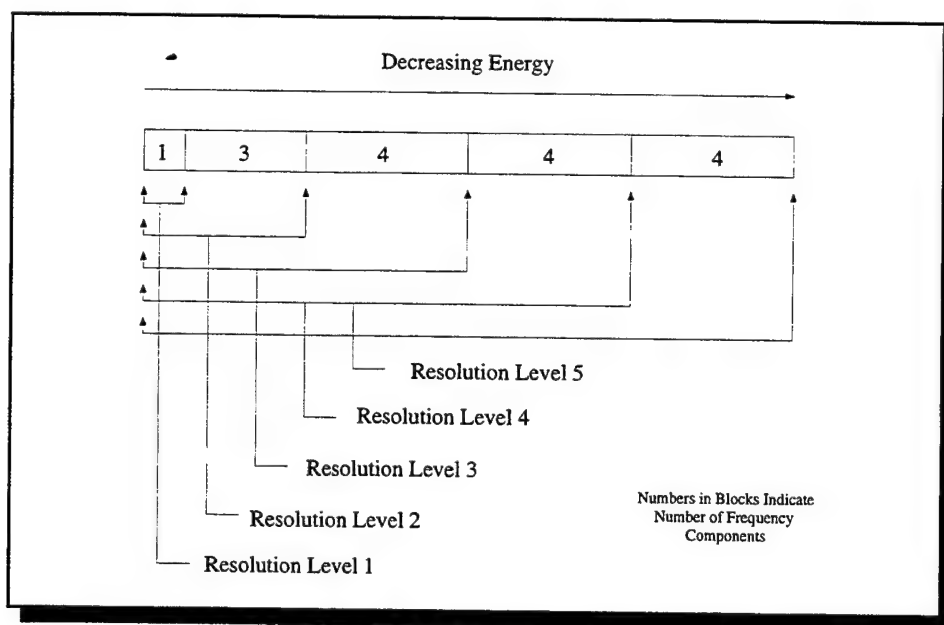 Decreasing Energy
1 3 4 4 4
Resolution Level 5
Resolution Level 4
Resolution Level 3
Resolution Level 2
Resolution Level 1
Numbers in Blocks Indicate
Number of Frequency
Components